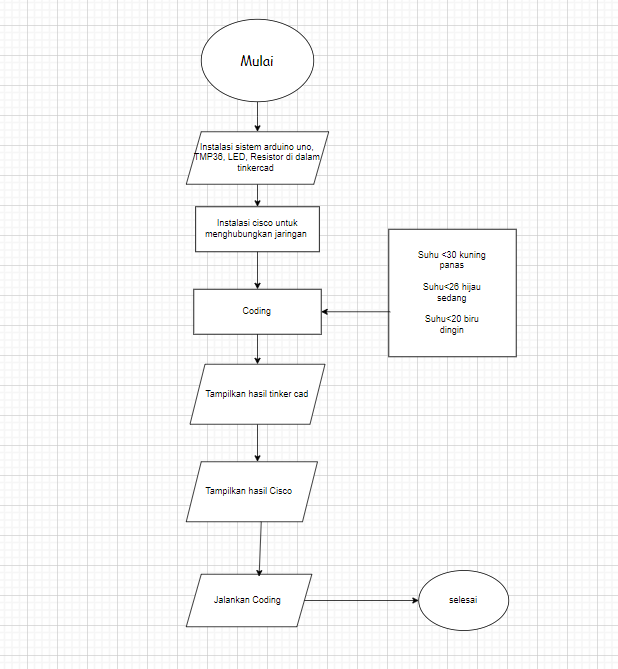 Mulai
Instalasi sistem arduino uno,
TMP36, LED, Resistor di dalam
tinkercad
Instalasi cisco untuk
menghubungkan jaringan
Suhu <30 kuning
panas
Suhu<26 hijau
sedang
Suhu<20 biru
dingin
Coding
Tampilkan hasil tinker cad
Tampilkan hasil Cisco
Jalankan Coding
selesai